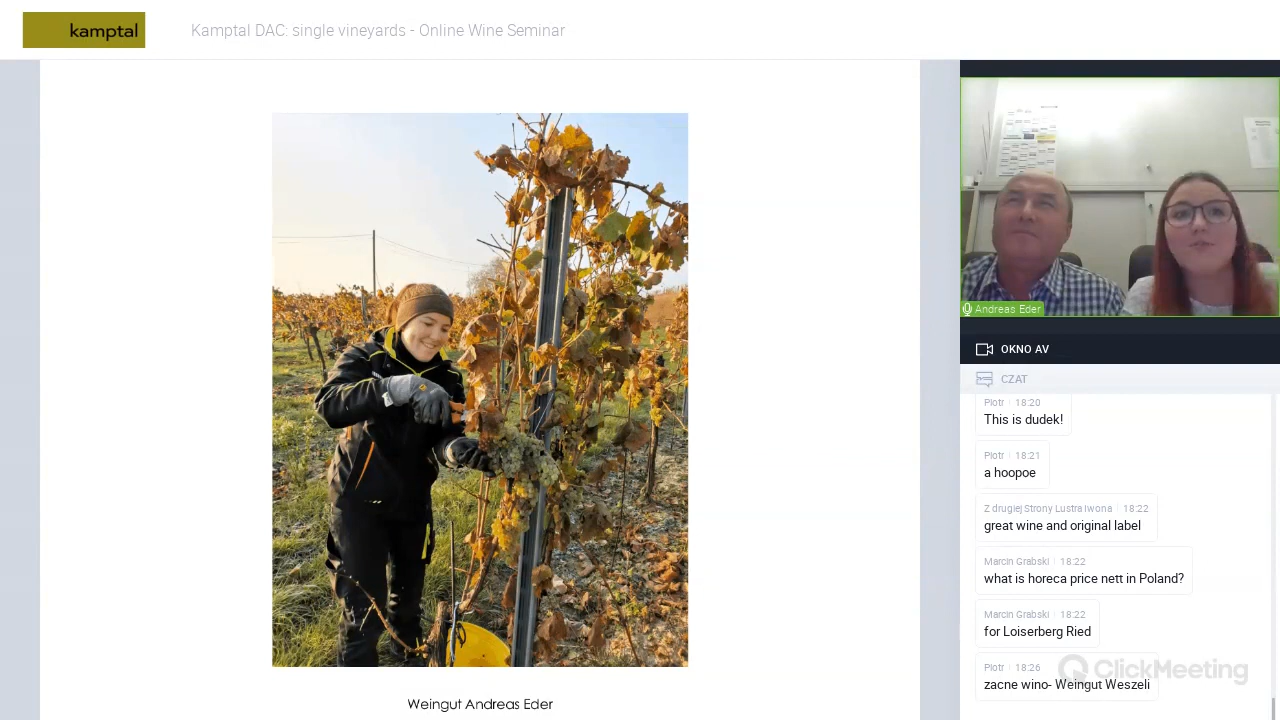 kamptal
Kamptal DAC: single vineyards - Online Wine Seminar
Weingut Andreas Eder
Andreas Eder
OKNO AV
CZAT
Piotr 18:20
This is dudek!
Piotr 18:21
a hoopoe
Z drugiej Strony Lustra Iwona 18:22
great wine and original label
Marcin Grabski 18:22
what is horeca price nett in Poland?
Marcin Grabski 18:22
for Loiserberg Ried
Piotr 18:26
zacne wino- Weingut Weszeli
ClickMeeting